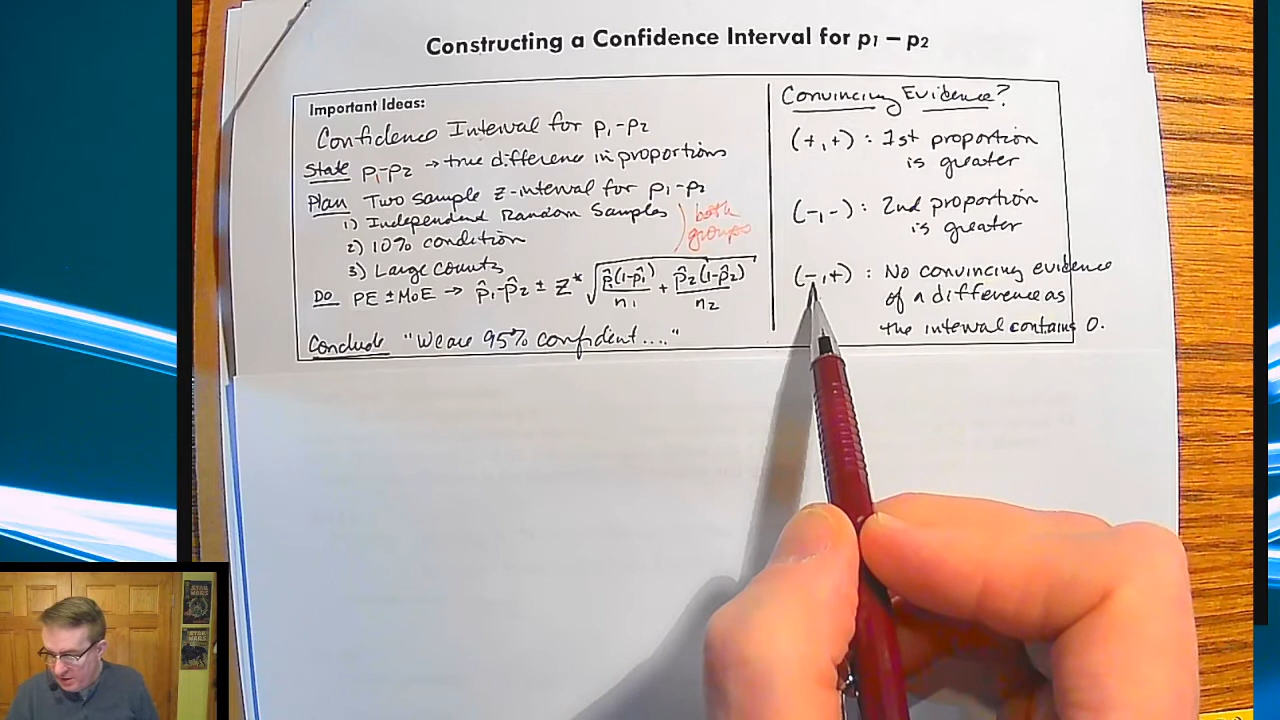 Constructing a Confidence Interval for p1 – p2
Important Ideas:
Confidence Interval for p1-p2
State p1-p2 → true difference in proportions
Plan Two Sample z-interval for p1-p2
1) Independent Random Samples
2) 10% condition
3) Large Counts
both
groups
Do PE ± MoE → p̂1-p̂2 ± z* √ p̂1(1-p̂1)/n1 + p̂2(1-p̂2)/n2
Conclude "We are 95% confident...."
Convincing Evidence?
(+,+) : 1st proportion
is greater
(-,-) : 2nd proportion
is greater
(-,+) : No convincing evidence
of a difference as
the interval contains 0.
STAR
WARS
STAR
WARS